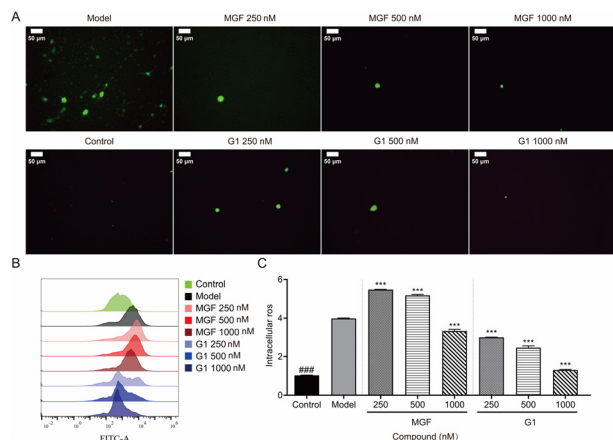 A
Model MGF 250 nM MGF 500 nM MGF 1000 nM
50 μm 50 μm 50 μm 50 μm
Control G1 250 nM G1 500 nM G1 1000 nM
50 μm 50 μm 50 μm 50 μm
B
Control
Model
MGF 250 nM
MGF 500 nM
MGF 1000 nM
G1 250 nM
G1 500 nM
G1 1000 nM
FITC-A
C
Intracellular ros
6
4
2
0
### *** *** *** *** *** ***
Control Model 250 500 1000 250 500 1000
MGF G1
Compound (nM)